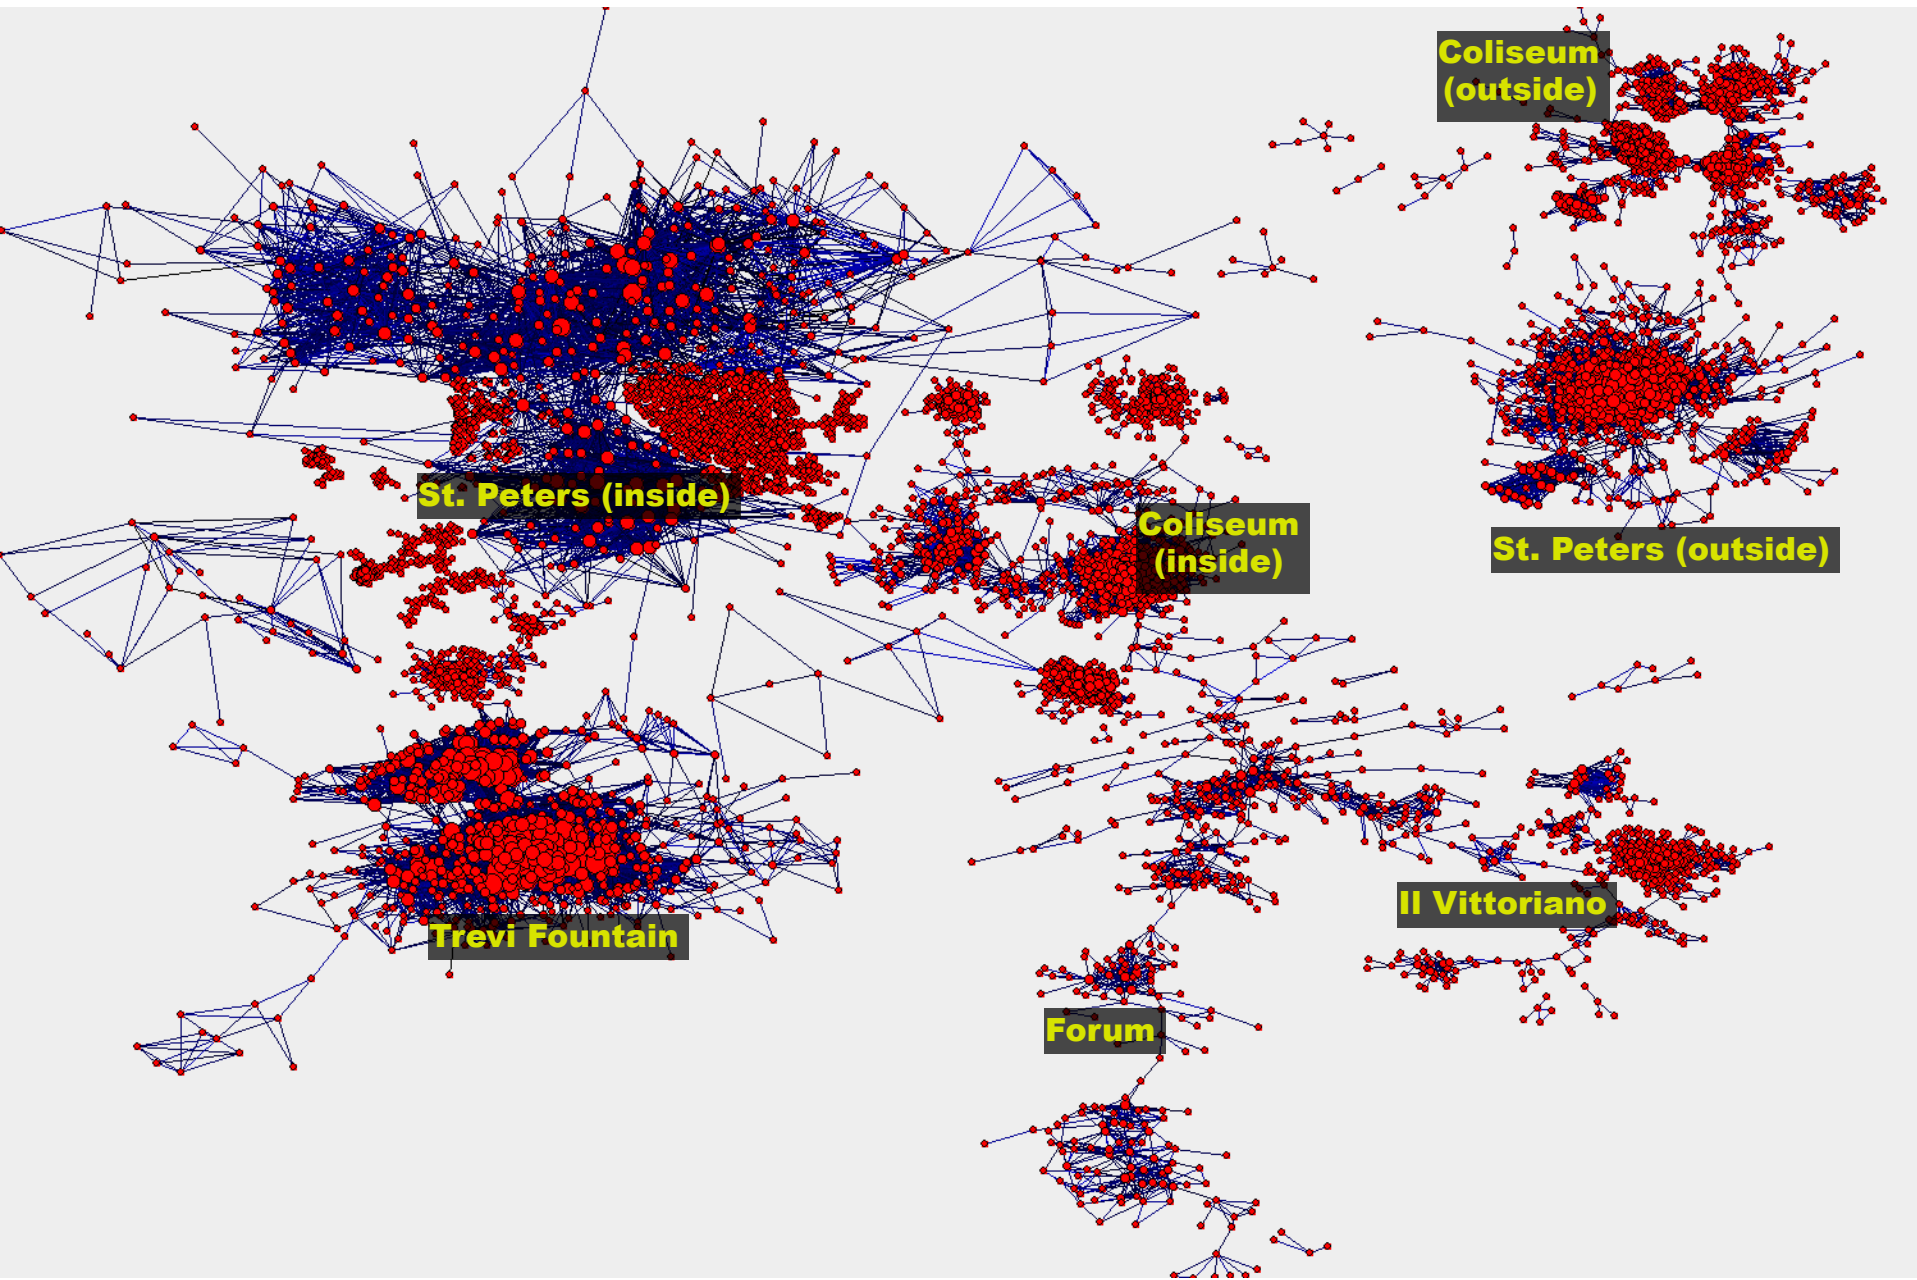 Coliseum
(outside)
St. Peters (inside)
Coliseum
(inside)
St. Peters (outside)
Il Vittoriano
Trevi Fountain
Forum